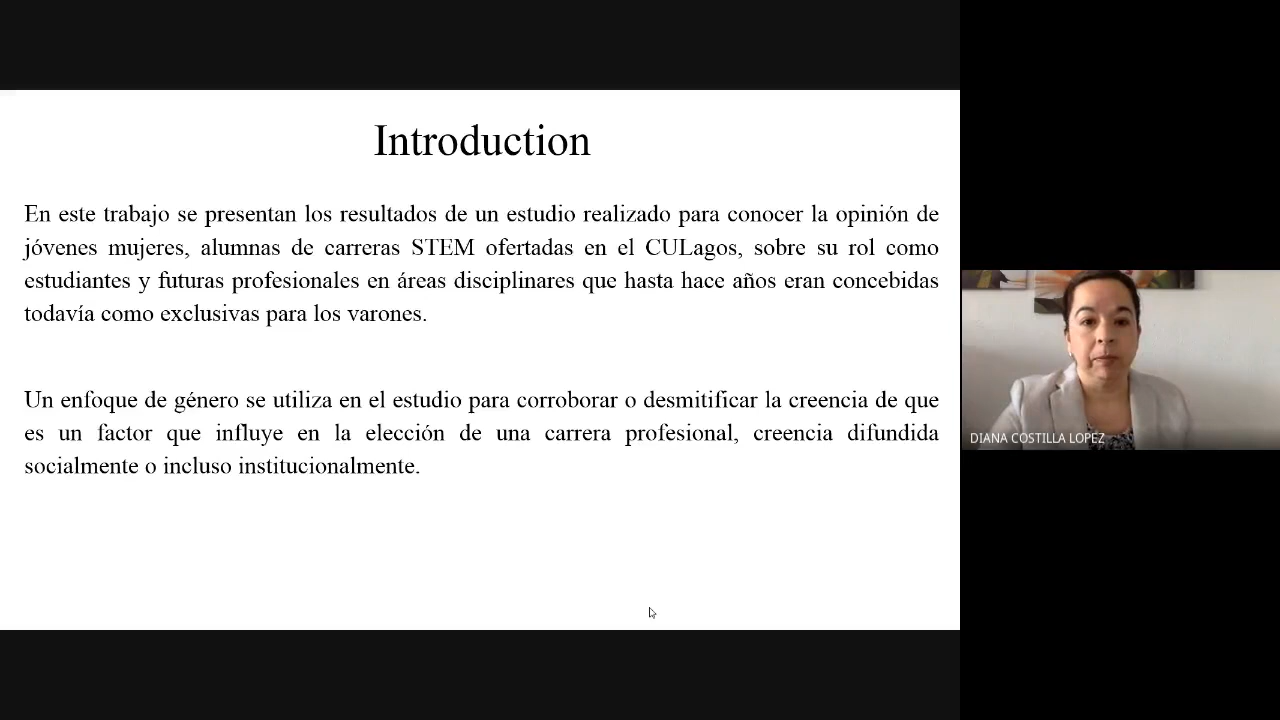 Introduction
En este trabajo se presentan los resultados de un estudio realizado para conocer la opinión de
jóvenes mujeres, alumnas de carreras STEM ofertadas en el CULagos, sobre su rol como
estudiantes y futuras profesionales en áreas disciplinares que hasta hace años eran concebidas
todavía como exclusivas para los varones.
Un enfoque de género se utiliza en el estudio para corroborar o desmitificar la creencia de que
es un factor que influye en la elección de una carrera profesional, creencia difundida
socialmente o incluso institucionalmente.
DIANA COSTILLA LOPEZ